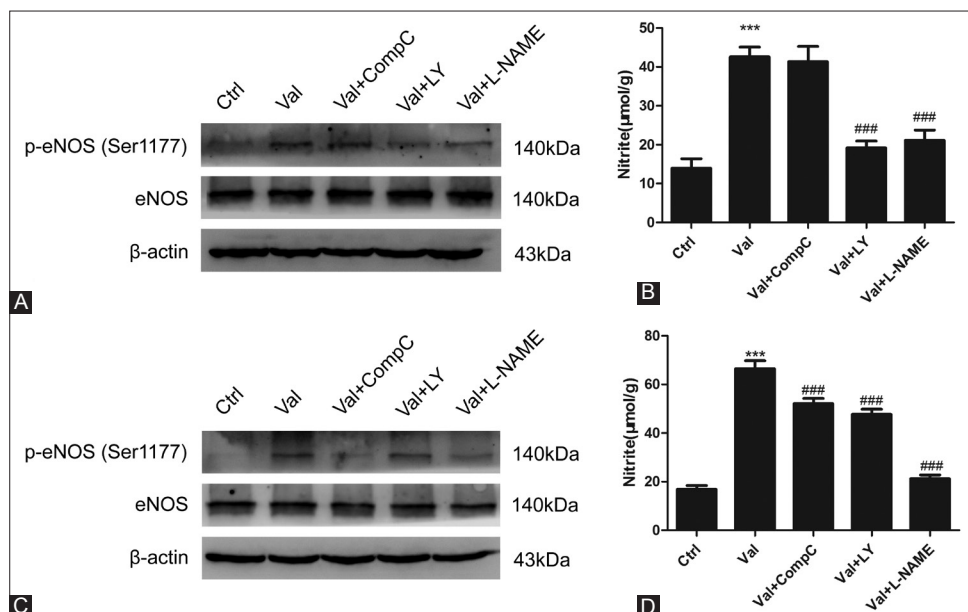 Ctrl
Val
Val+CompC
Val+LY
Val+L-NAME
p-eNOS (Ser1177)
140kDa
eNOS
140kDa
β-actin
43kDa
A
Nitrite(μmol/g)
60
40
20
0
***
###
###
Ctrl
Val
Val+CompC
Val+LY
Val+L-NAME
B
Ctrl
Val
Val+CompC
Val+LY
Val+L-NAME
p-eNOS (Ser1177)
140kDa
eNOS
140kDa
β-actin
43kDa
C
Nitrite(μmol/g)
80
60
40
20
0
***
###
###
###
Ctrl
Val
Val+CompC
Val+LY
Val+L-NAME
D